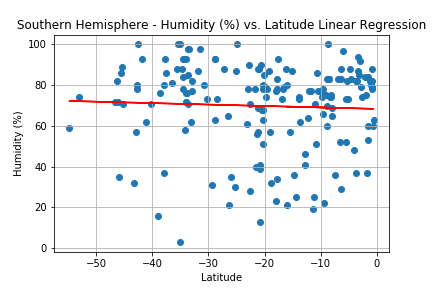 Southern Hemisphere - Humidity (%) vs. Latitude Linear Regression
100
80
60
40
20
0
Humidity (%)
−50 −40 −30 −20 −10 0
Latitude